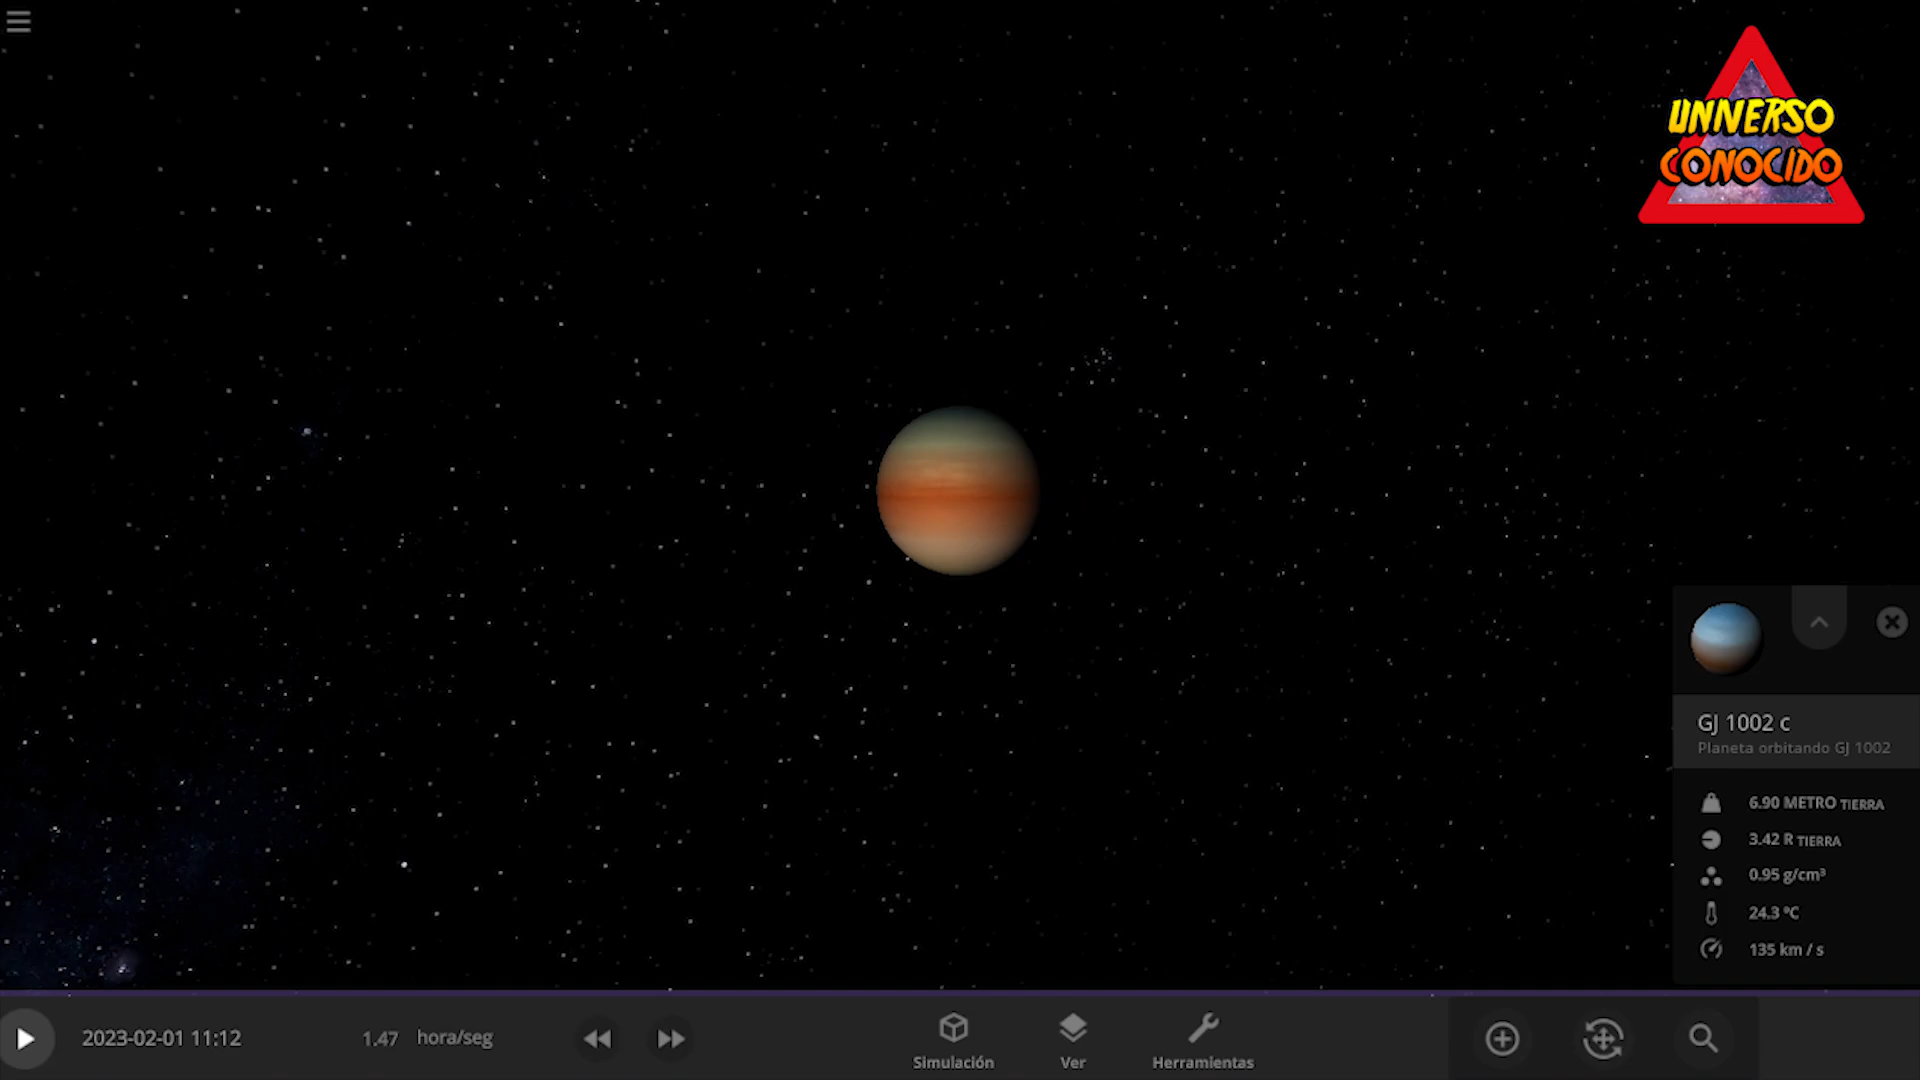 UNIVERSO
CONOCIDO
GJ 1002 c
Planeta orbitando GJ 1002
6.90 METRO TIERRA
3.42 R TIERRA
0.95 g/cm³
24.3 ºC
135 km / s
2023-02-01 11:12
1.47 hora/seg
Simulación
Ver
Herramientas